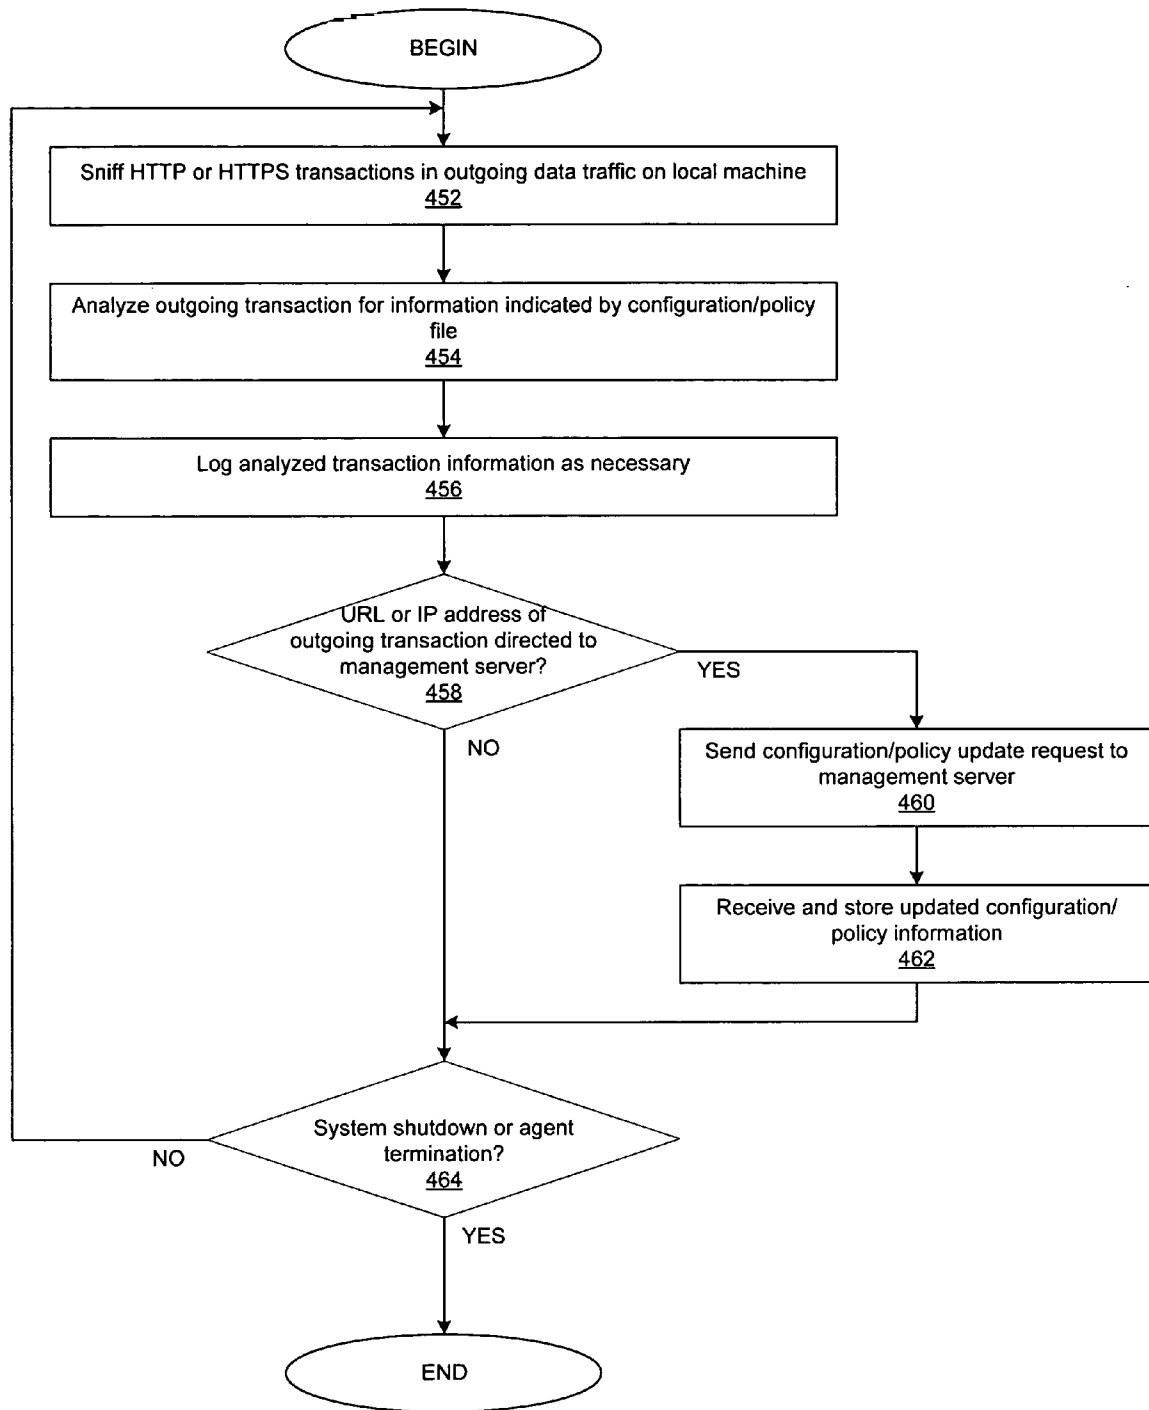 BEGIN
Sniff HTTP or HTTPS transactions in outgoing data traffic on local machine
452
Analyze outgoing transaction for information indicated by configuration/policy
file
454
Log analyzed transaction information as necessary
456
URL or IP address of
outgoing transaction directed to
management server?
458
YES
NO
Send configuration/policy update request to
management server
460
Receive and store updated configuration/
policy information
462
System shutdown or agent
termination?
464
NO
YES
END